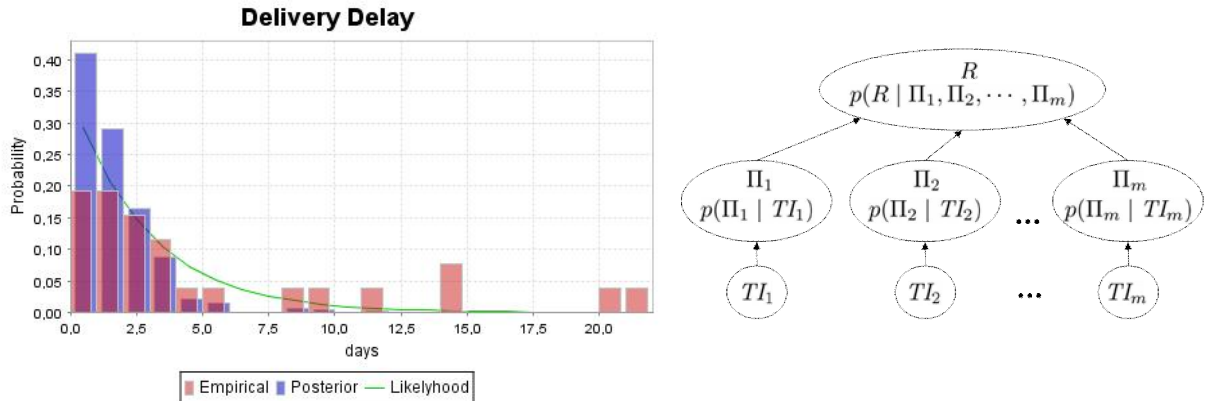 Delivery Delay
Probability
0,40
0,35
0,30
0,25
0,20
0,15
0,10
0,05
0,00
0,0 2,5 5,0 7,5 10,0 12,5 15,0 17,5 20,0
days
Empirical Posterior Likelyhood
R
p(R | Π₁, Π₂, ⋯ , Πₘ)
Π₁ Π₂ Πₘ
p(Π₁ | TI₁) p(Π₂ | TI₂) ... p(Πₘ | TIₘ)
TI₁ TI₂ ... TIₘ